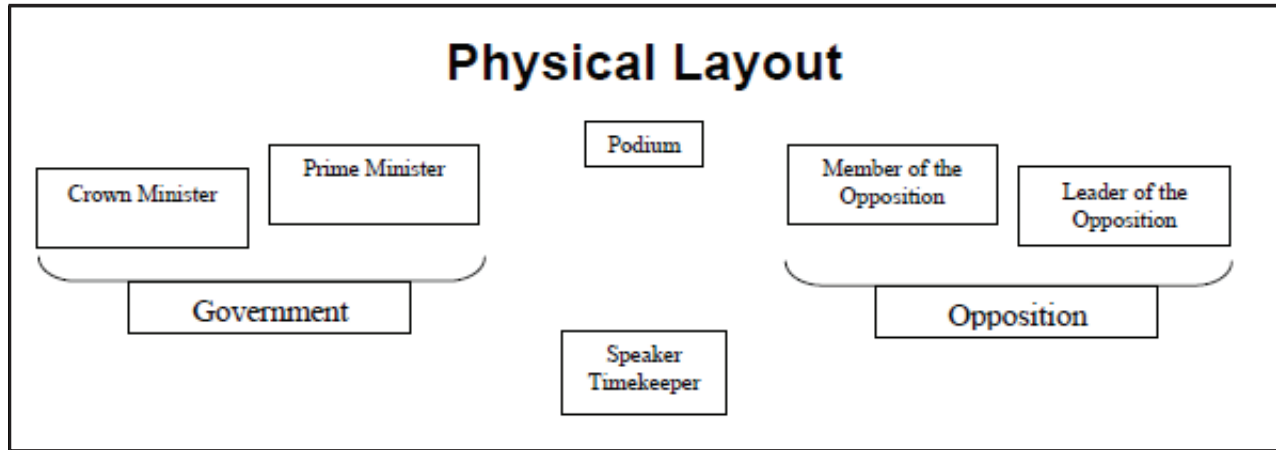 Physical Layout
Podium
Prime Minister
Crown Minister
Member of the
Opposition
Leader of the
Opposition
Government
Opposition
Speaker
Timekeeper